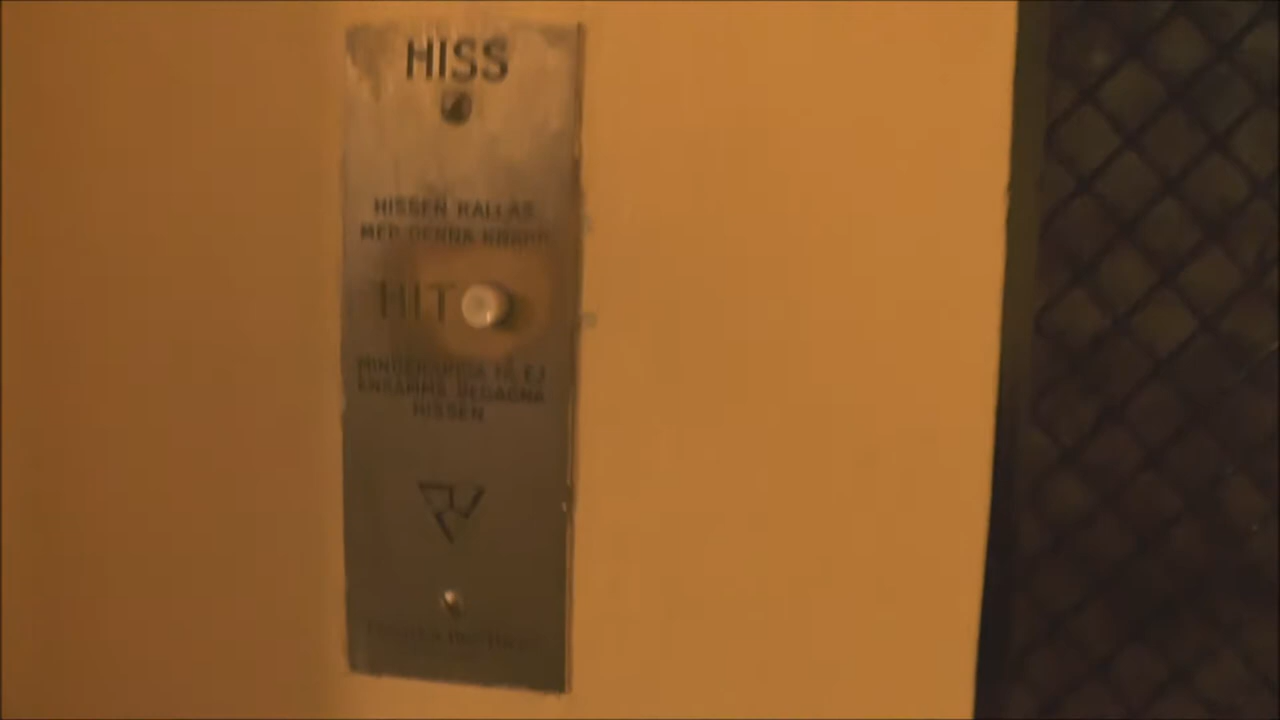 HISS
HISSEN KALLAS
MED DENNA KNAPP
HIT
MINDERÅRIGA FÅ EJ
ENSAMMA BEGAGNA
HISSEN